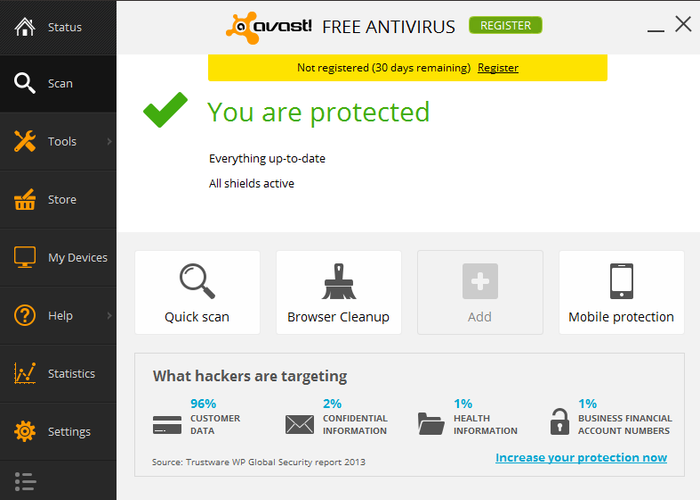 Status
Scan
Tools
Store
My Devices
Help
Statistics
Settings
avast! FREE ANTIVIRUS REGISTER
Not registered (30 days remaining) Register
You are protected
Everything up-to-date
All shields active
Quick scan
Browser Cleanup
Add
Mobile protection
What hackers are targeting
96%
CUSTOMER
DATA
2%
CONFIDENTIAL
INFORMATION
1%
HEALTH
INFORMATION
1%
BUSINESS FINANCIAL
ACCOUNT NUMBERS
Source: Trustware WP Global Security report 2013
Increase your protection now